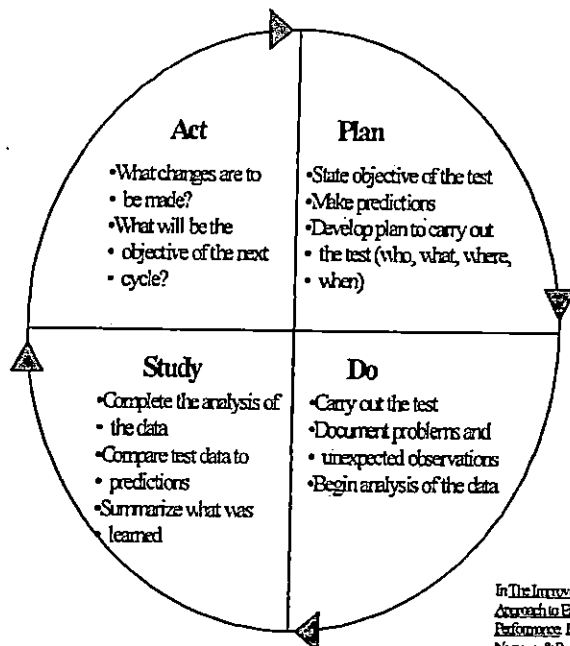 Act
•What changes are to
• be made?
•What will be the
• objective of the next
• cycle?
Plan
•State objective of the test
•Make predictions
•Develop plan to carry out
• the test (who, what, where,
• when)
Study
•Complete the analysis of
• the data
•Compare test data to
• predictions
•Summarize what was
• learned
Do
•Carry out the test
•Document problems and
• unexpected observations
•Begin analysis of the data
In The Improv
Approach to E
Performance